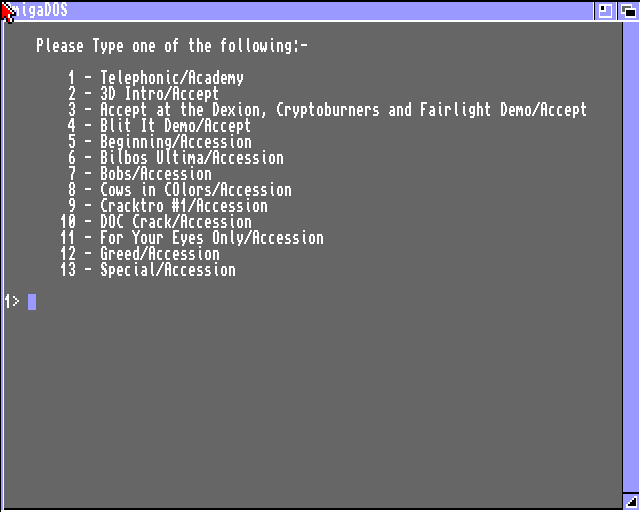 migaDOS
Please Type one of the following:-
1 - Telephonic/Academy
2 - 3D Intro/Accept
3 - Accept at the Dexion, Cryptoburners and Fairlight Demo/Accept
4 - Blit It Demo/Accept
5 - Beginning/Accession
6 - Bilbos Ultima/Accession
7 - Bobs/Accession
8 - Cows in COlors/Accession
9 - Cracktro #1/Accession
10 - DOC Crack/Accession
11 - For Your Eyes Only/Accession
12 - Greed/Accession
13 - Special/Accession
1>